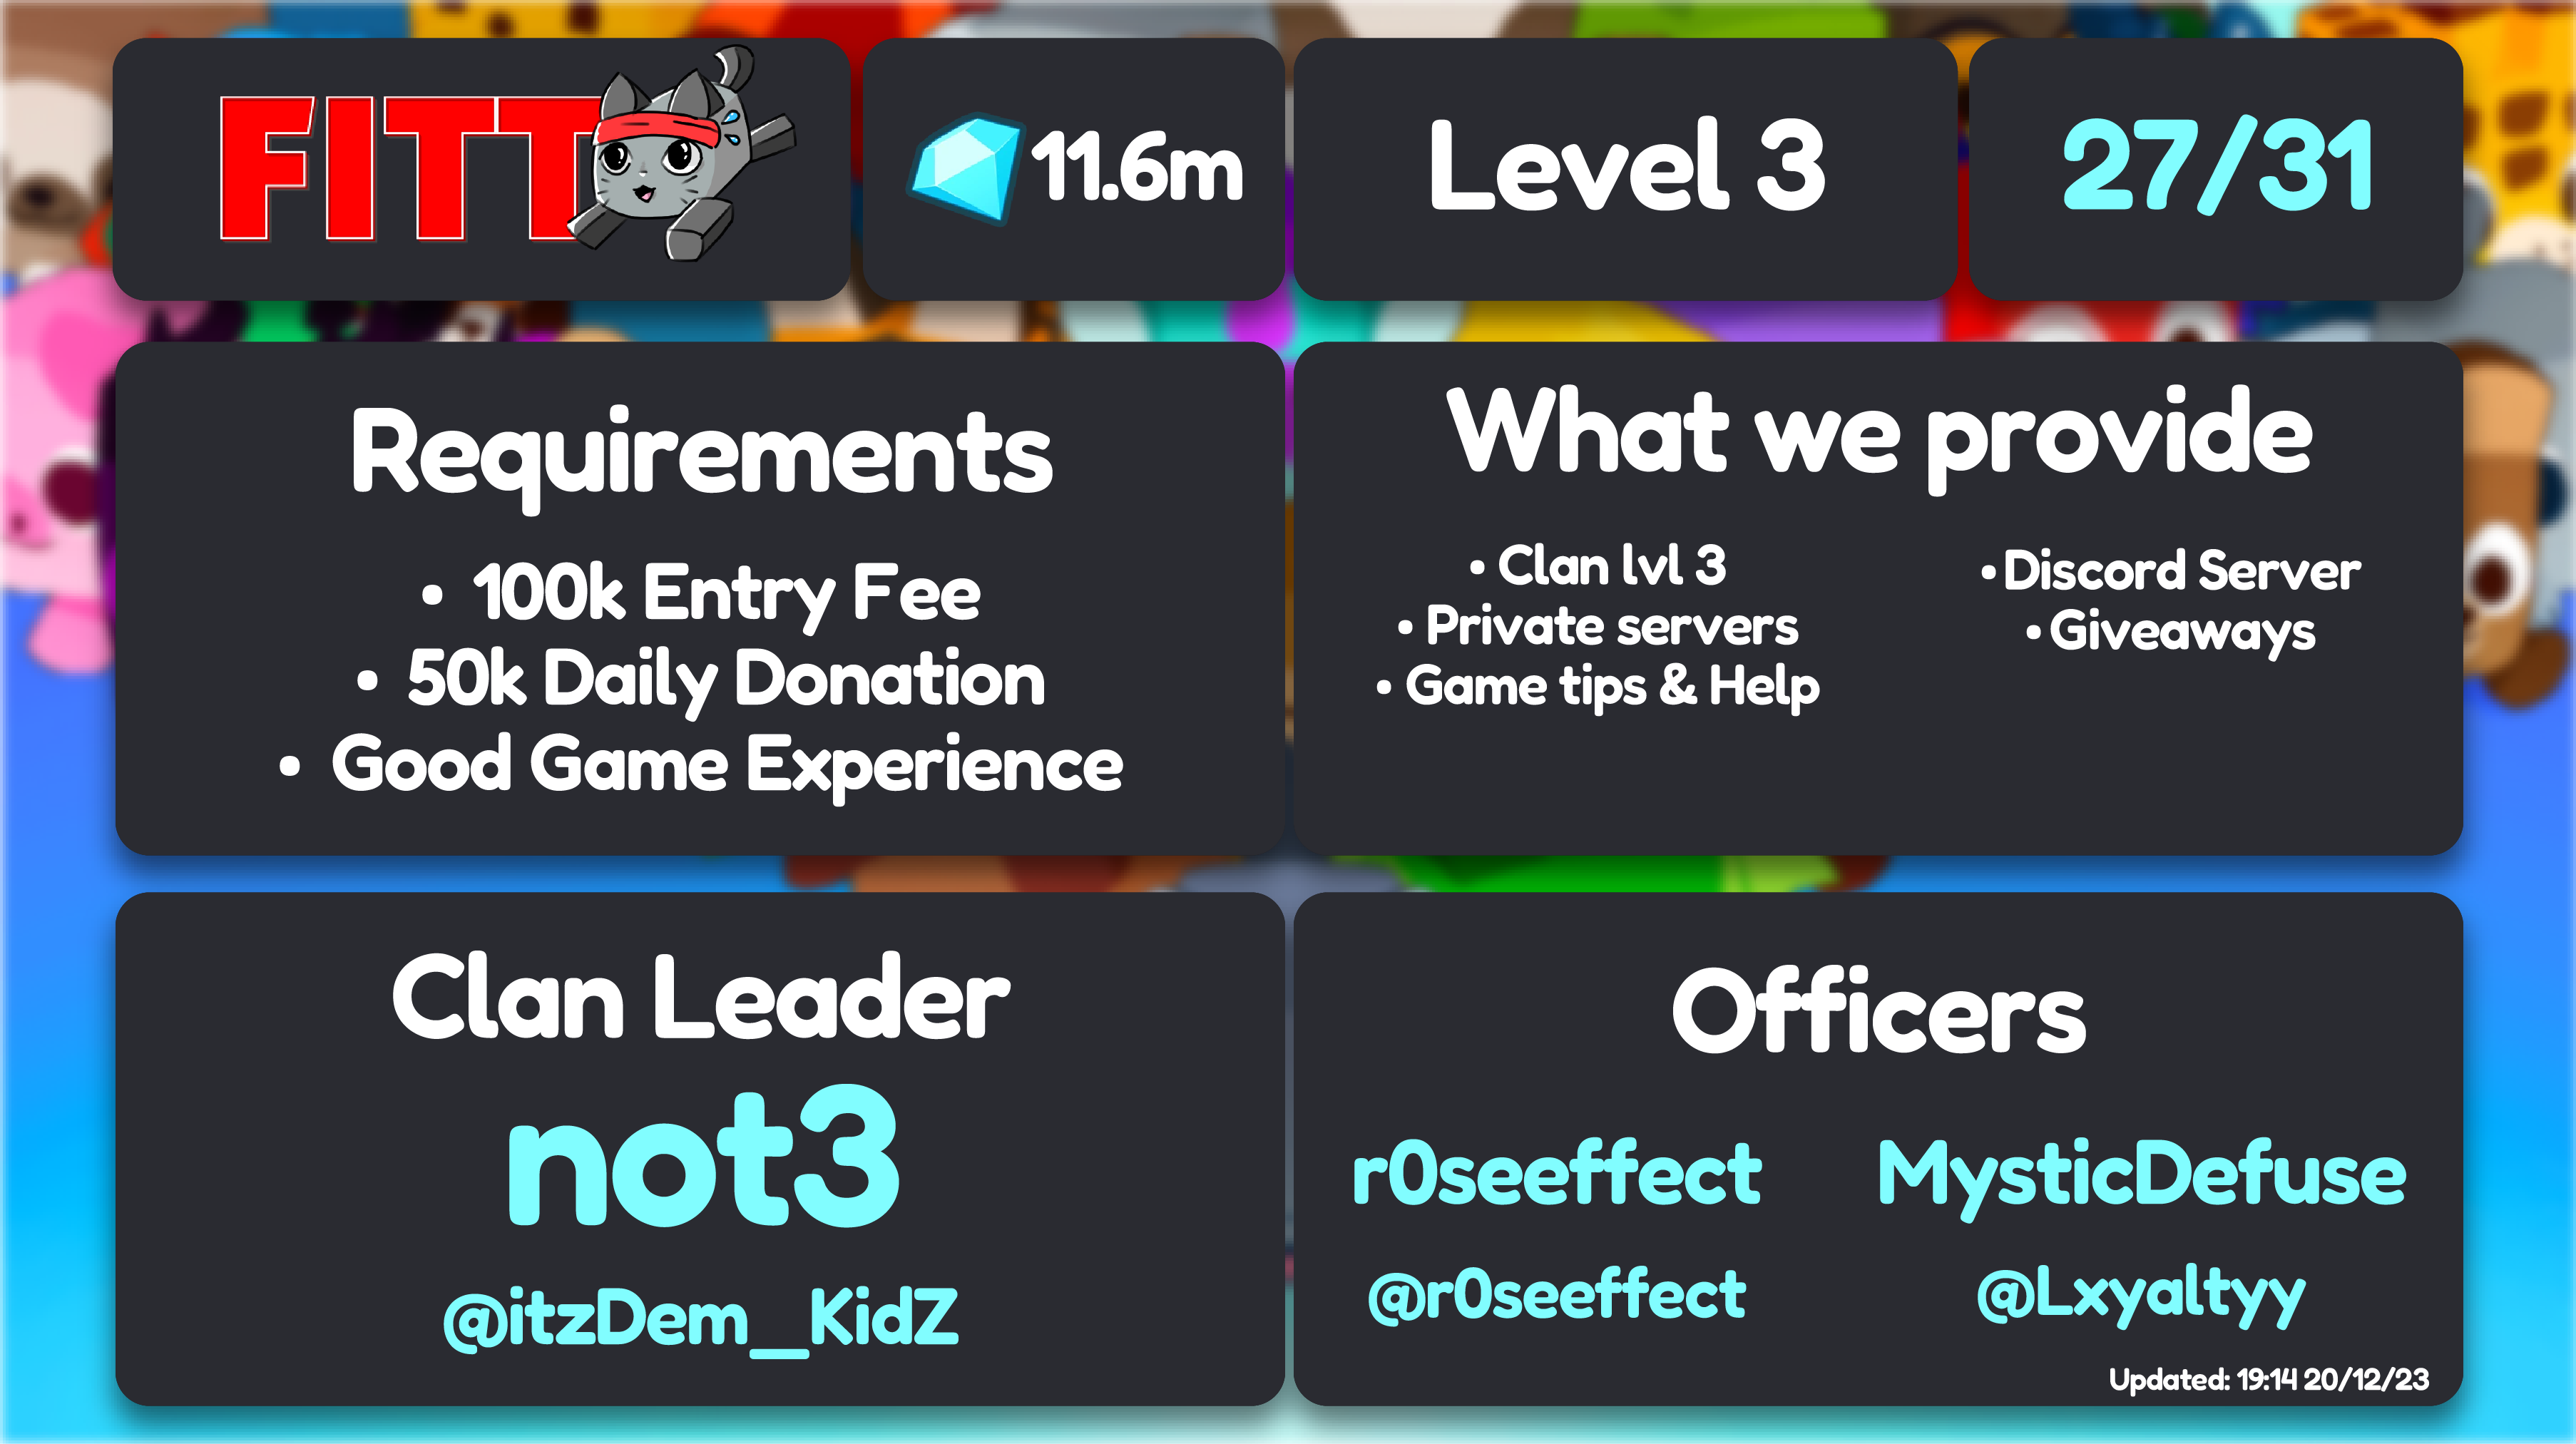 FITT
11.6m
Level 3
27/31
Requirements
• 100k Entry Fee
• 50k Daily Donation
• Good Game Experience
What we provide
• Clan lvl 3
• Private servers
• Game tips & Help
• Discord Server
• Giveaways
Clan Leader
not3
@itzDem_KidZ
Officers
r0seeffect
@r0seeffect
MysticDefuse
@Lxyaltyy
Updated: 19:14 20/12/23